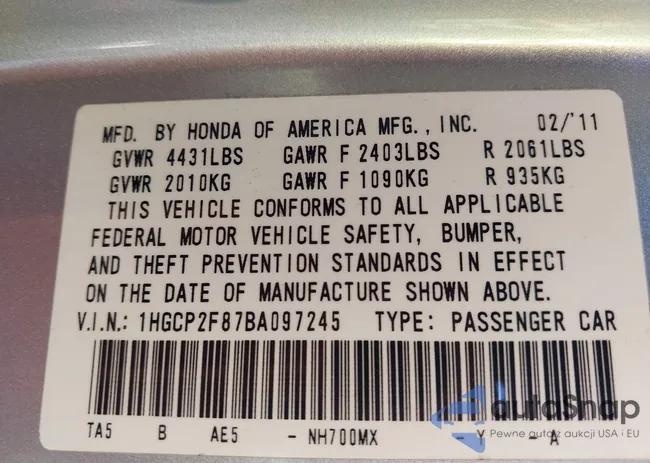 MFD. BY HONDA OF AMERICA MFG., INC. 02/'11
GVWR 4431LBS GAWR F 2403LBS R 2061LBS
GVWR 2010KG GAWR F 1090KG R 935KG
THIS VEHICLE CONFORMS TO ALL APPLICABLE
FEDERAL MOTOR VEHICLE SAFETY, BUMPER,
AND THEFT PREVENTION STANDARDS IN EFFECT
ON THE DATE OF MANUFACTURE SHOWN ABOVE.
V.I.N.: 1HGCP2F87BA097245 TYPE: PASSENGER CAR
TA5 B AE5 - NH700MX - Y - A
autoSnap
Pewne auta z aukcji USA i EU